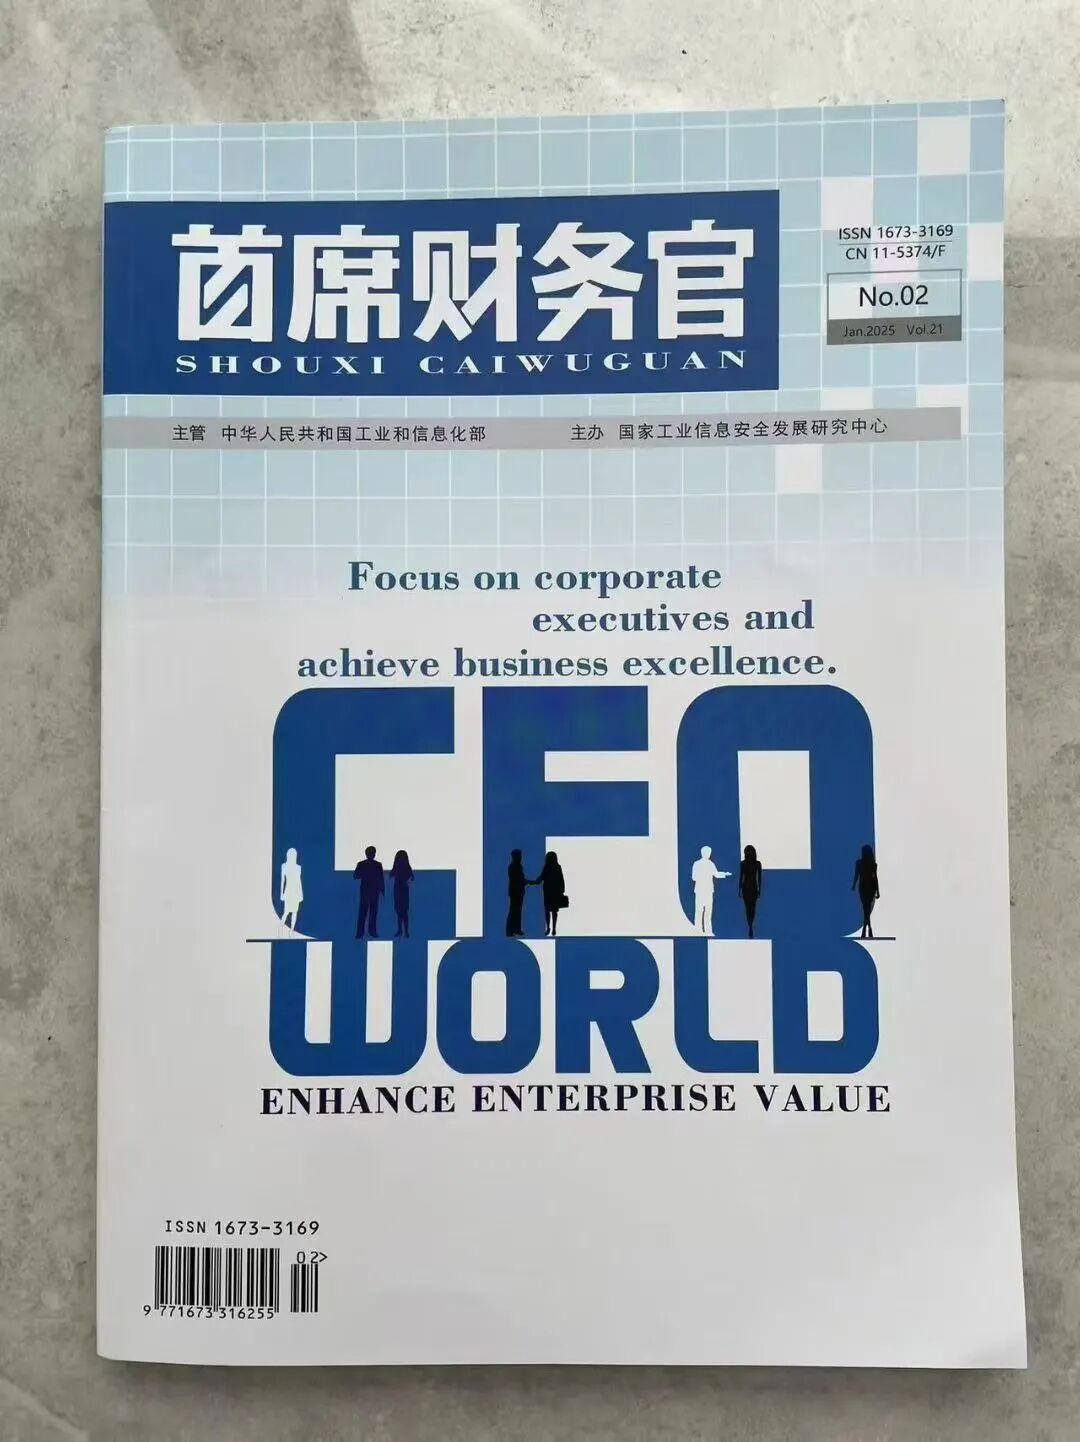 首席财务官
SHOUXI CAIWUGUAN
ISSN 1673-3169
CN 11-5374/F
No.02
Jan.2025 Vol.21
主管 中华人民共和国工业和信息化部 主办 国家工业信息安全发展研究中心
Focus on corporate
executives and
achieve business excellence.
CFO
WORLD
ENHANCE ENTERPRISE VALUE
ISSN 1673-3169
02>
9 771673 316255